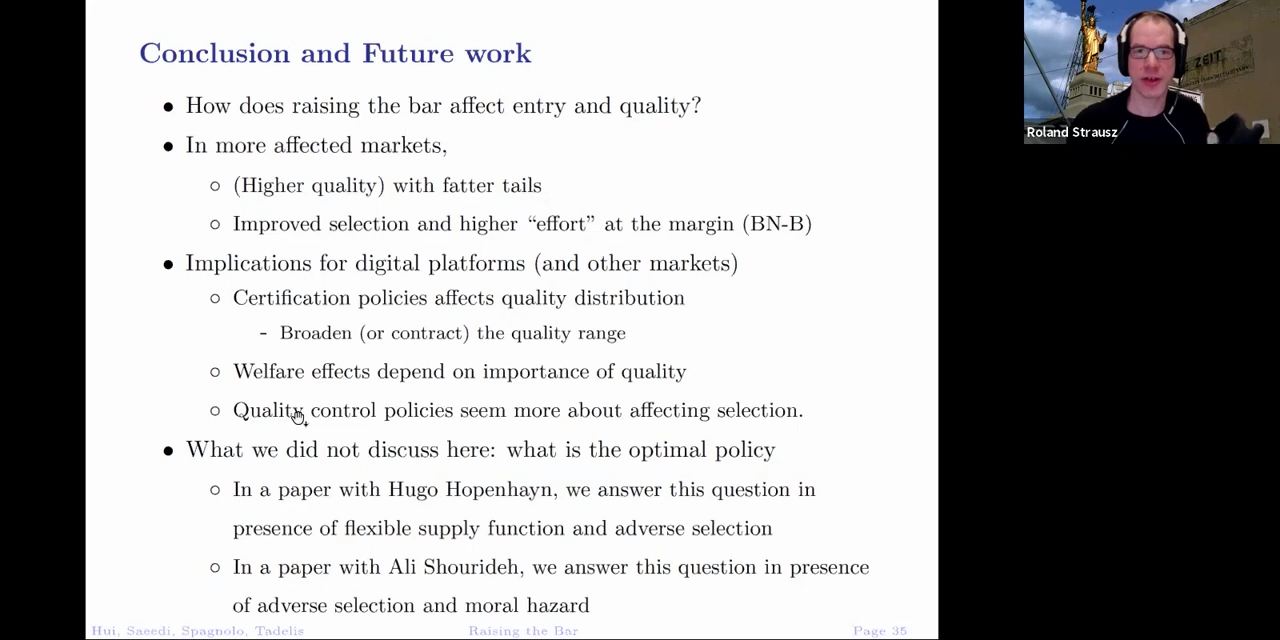 Conclusion and Future work
• How does raising the bar affect entry and quality?
• In more affected markets,
○ (Higher quality) with fatter tails
○ Improved selection and higher “effort” at the margin (BN-B)
• Implications for digital platforms (and other markets)
○ Certification policies affects quality distribution
- Broaden (or contract) the quality range
○ Welfare effects depend on importance of quality
○ Quality control policies seem more about affecting selection.
• What we did not discuss here: what is the optimal policy
○ In a paper with Hugo Hopenhayn, we answer this question in
presence of flexible supply function and adverse selection
○ In a paper with Ali Shourideh, we answer this question in presence
of adverse selection and moral hazard
Hui, Saeedi, Spagnolo, Tadelis
Raising the Bar
Page 35
ZEIT
Roland Strausz